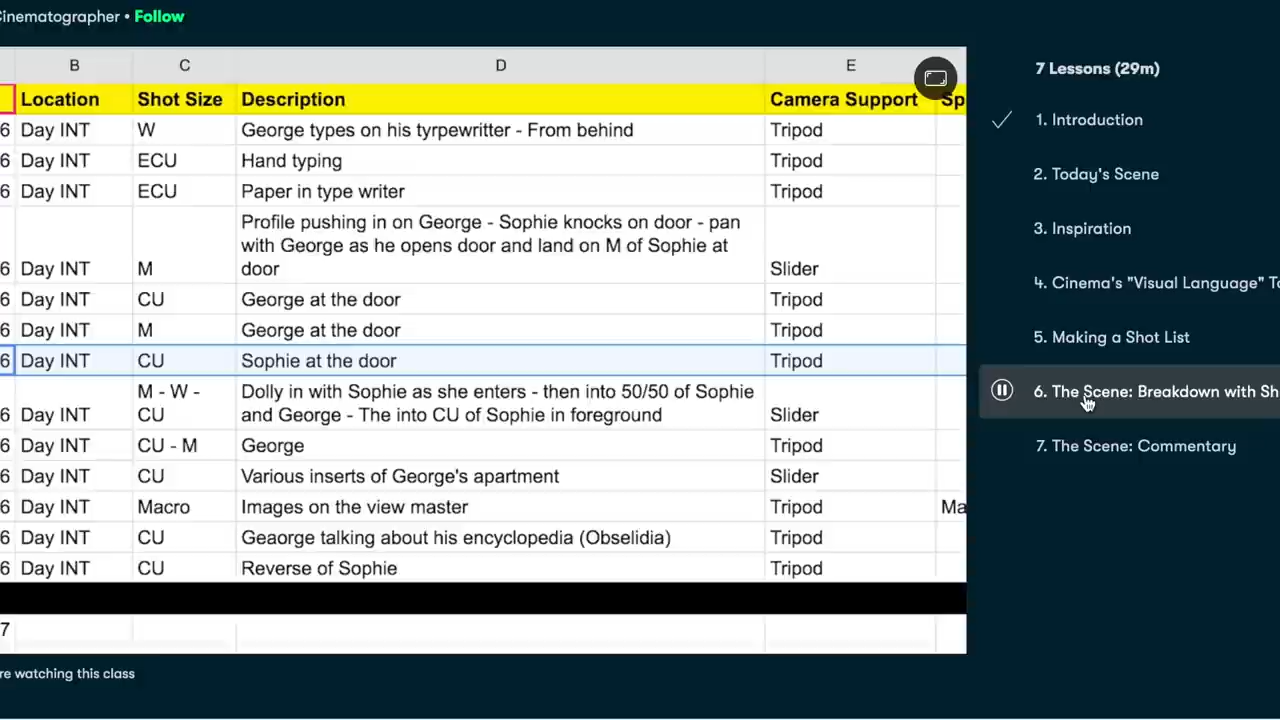 Cinematographer • Follow
B C D E
Location Shot Size Description Camera Support Sp
6 Day INT W George types on his tyrpewritter - From behind Tripod
6 Day INT ECU Hand typing Tripod
6 Day INT ECU Paper in type writer Tripod
Profile pushing in on George - Sophie knocks on door - pan
with George as he opens door and land on M of Sophie at
6 Day INT M door Slider
6 Day INT CU George at the door Tripod
6 Day INT M George at the door Tripod
6 Day INT CU Sophie at the door Tripod
M - W - Dolly in with Sophie as she enters - then into 50/50 of Sophie
6 Day INT CU and George - The into CU of Sophie in foreground Slider
6 Day INT CU - M George Tripod
6 Day INT CU Various inserts of George's apartment Slider
6 Day INT Macro Images on the view master Tripod Ma
6 Day INT CU Geaorge talking about his encyclopedia (Obselidia) Tripod
6 Day INT CU Reverse of Sophie Tripod
7
re watching this class
7 Lessons (29m)
1. Introduction
2. Today's Scene
3. Inspiration
4. Cinema's "Visual Language" To
5. Making a Shot List
6. The Scene: Breakdown with Sh
7. The Scene: Commentary